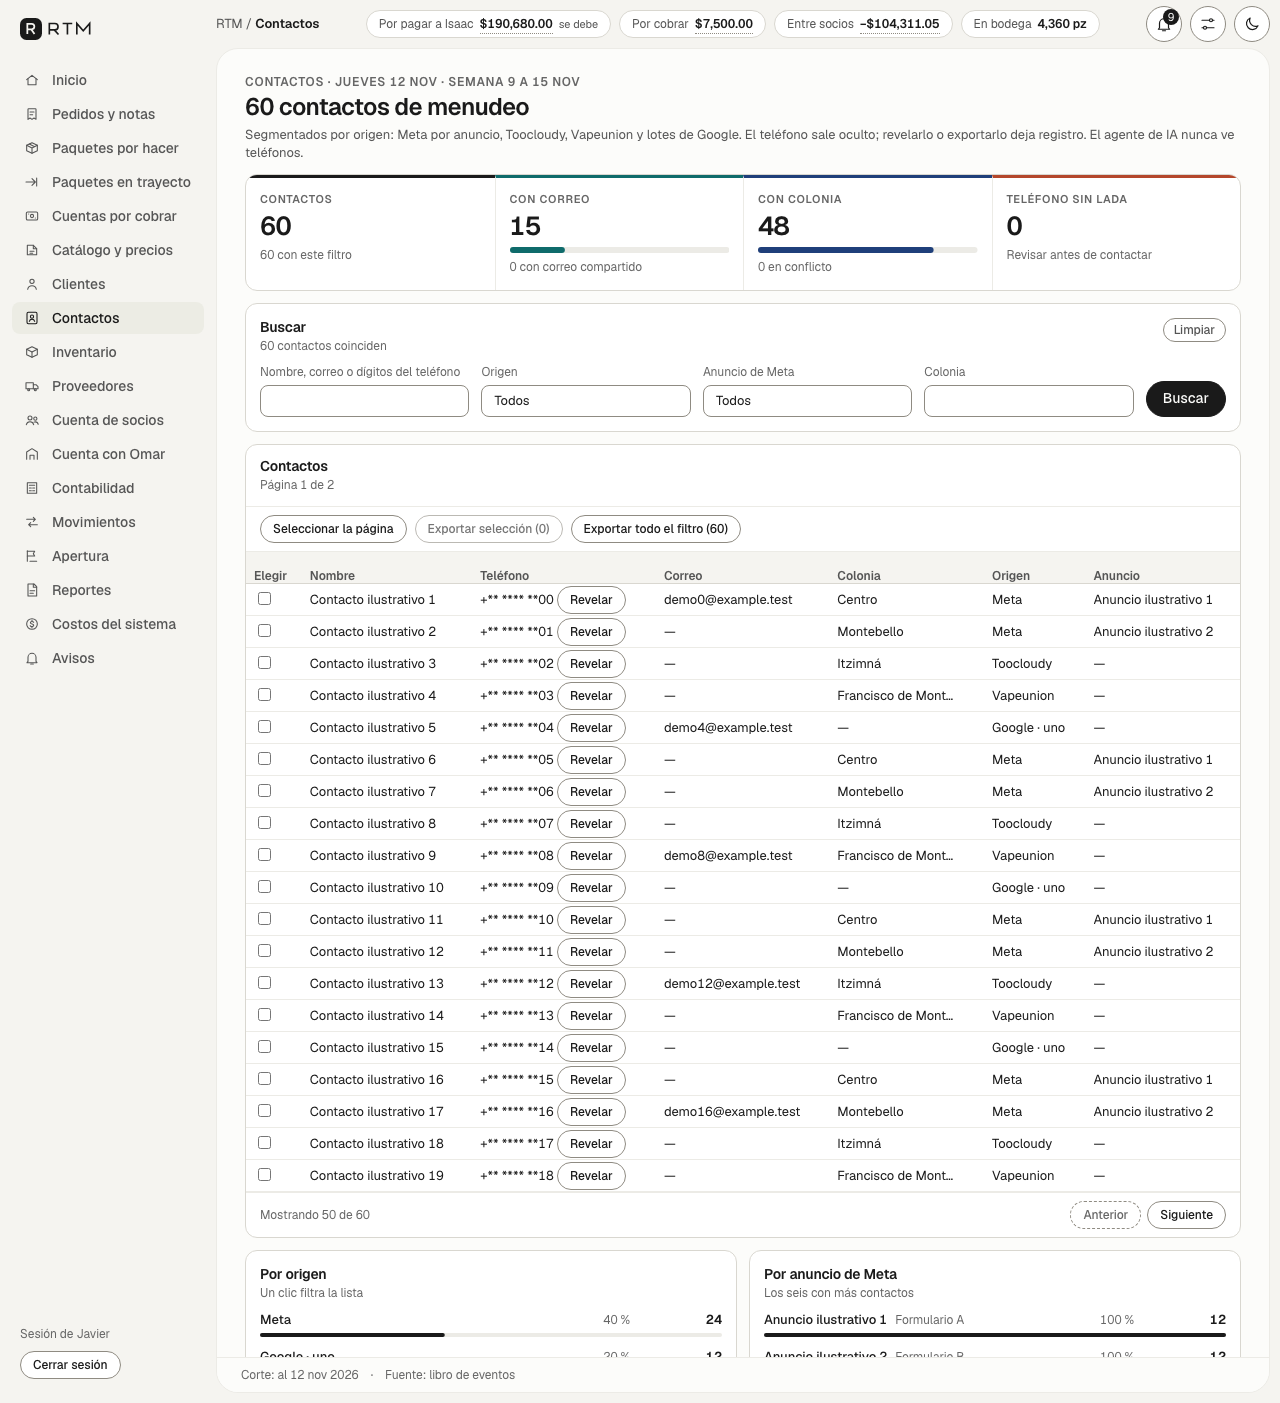 R RTM
RTM / Contactos
Por pagar a Isaac $190,680.00 se debe
Por cobrar $7,500.00
Entre socios −$104,311.05
En bodega 4,360 pz
9
Inicio
Pedidos y notas
Paquetes por hacer
Paquetes en trayecto
Cuentas por cobrar
Catálogo y precios
Clientes
Contactos
Inventario
Proveedores
Cuenta de socios
Cuenta con Omar
Contabilidad
Movimientos
Apertura
Reportes
Costos del sistema
Avisos
Sesión de Javier
Cerrar sesión
CONTACTOS · JUEVES 12 NOV · SEMANA 9 A 15 NOV
60 contactos de menudeo
Segmentados por origen: Meta por anuncio, Toocloudy, Vapeunion y lotes de Google. El teléfono sale oculto; revelarlo o exportarlo deja registro. El agente de IA nunca ve
teléfonos.
CONTACTOS
60
60 con este filtro
CON CORREO
15
0 con correo compartido
CON COLONIA
48
0 en conflicto
TELÉFONO SIN LADA
0
Revisar antes de contactar
Buscar
60 contactos coinciden
Limpiar
Nombre, correo o dígitos del teléfono
Origen
Todos
Anuncio de Meta
Todos
Colonia
Buscar
Contactos
Página 1 de 2
Seleccionar la página
Exportar selección (0)
Exportar todo el filtro (60)
Elegir Nombre Teléfono Correo Colonia Origen Anuncio
Contacto ilustrativo 1 +** **** **00 Revelar demo0@example.test Centro Meta Anuncio ilustrativo 1
Contacto ilustrativo 2 +** **** **01 Revelar — Montebello Meta Anuncio ilustrativo 2
Contacto ilustrativo 3 +** **** **02 Revelar — Itzimná Toocloudy —
Contacto ilustrativo 4 +** **** **03 Revelar — Francisco de Mont… Vapeunion —
Contacto ilustrativo 5 +** **** **04 Revelar demo4@example.test — Google · uno —
Contacto ilustrativo 6 +** **** **05 Revelar — Centro Meta Anuncio ilustrativo 1
Contacto ilustrativo 7 +** **** **06 Revelar — Montebello Meta Anuncio ilustrativo 2
Contacto ilustrativo 8 +** **** **07 Revelar — Itzimná Toocloudy —
Contacto ilustrativo 9 +** **** **08 Revelar demo8@example.test Francisco de Mont… Vapeunion —
Contacto ilustrativo 10 +** **** **09 Revelar — — Google · uno —
Contacto ilustrativo 11 +** **** **10 Revelar — Centro Meta Anuncio ilustrativo 1
Contacto ilustrativo 12 +** **** **11 Revelar — Montebello Meta Anuncio ilustrativo 2
Contacto ilustrativo 13 +** **** **12 Revelar demo12@example.test Itzimná Toocloudy —
Contacto ilustrativo 14 +** **** **13 Revelar — Francisco de Mont… Vapeunion —
Contacto ilustrativo 15 +** **** **14 Revelar — — Google · uno —
Contacto ilustrativo 16 +** **** **15 Revelar — Centro Meta Anuncio ilustrativo 1
Contacto ilustrativo 17 +** **** **16 Revelar demo16@example.test Montebello Meta Anuncio ilustrativo 2
Contacto ilustrativo 18 +** **** **17 Revelar — Itzimná Toocloudy —
Contacto ilustrativo 19 +** **** **18 Revelar — Francisco de Mont… Vapeunion —
Mostrando 50 de 60
Anterior
Siguiente
Por origen
Un clic filtra la lista
Meta 40 % 24
Google · uno 20 % 12
Por anuncio de Meta
Los seis con más contactos
Anuncio ilustrativo 1 Formulario A 100 % 12
Anuncio ilustrativo 2 Formulario B 100 % 12
Corte: al 12 nov 2026 · Fuente: libro de eventos